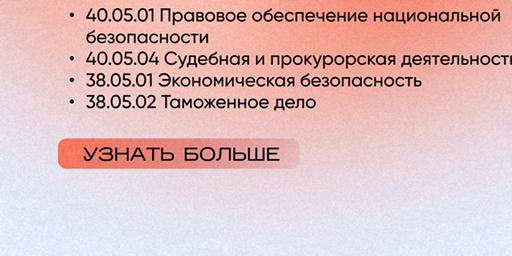 • 40.05.01 Правовое обеспечение национальной
безопасности
• 40.05.04 Судебная и прокурорская деятельность
• 38.05.01 Экономическая безопасность
• 38.05.02 Таможенное дело
УЗНАТЬ БОЛЬШЕ